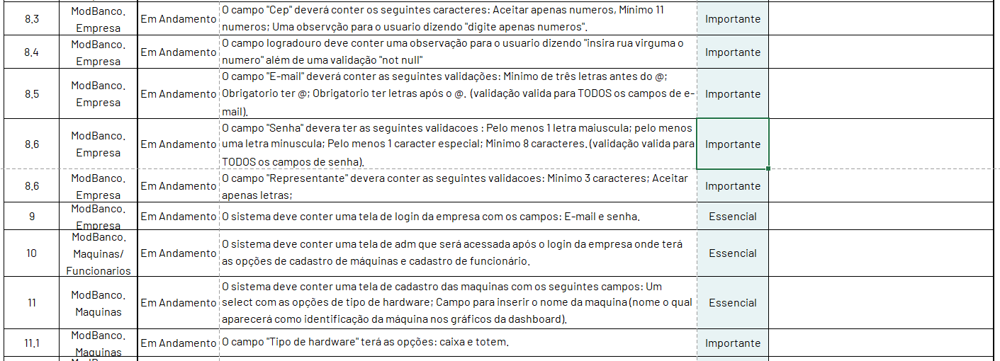 8.3
ModBanco.
Empresa
Em Andamento
O campo "Cep" deverá conter os seguintes caracteres: Aceitar apenas numeros, Mínimo 11
numeros; Uma observção para o usuario dizendo "digite apenas numeros".
Importante
8.4
ModBanco.
Empresa
Em Andamento
O campo logradouro deve conter uma observação para o usuario dizendo "insira rua virguma o
numero" além de uma validação "not null"
Importante
8.5
ModBanco.
Empresa
Em Andamento
O campo "E-mail" deverá conter as seguintes validações: Minimo de três letras antes do @;
Obrigatorio ter @; Obrigatorio ter letras após o @. (validação valida para TODOS os campos de e-
mail).
Importante
8.6
ModBanco.
Empresa
Em Andamento
O campo "Senha" devera ter as seguintes validacoes : Pelo menos 1 letra maiuscula; pelo menos
uma letra minuscula; Pelo menos 1 caracter especial; Minimo 8 caracteres. (validação valida para
TODOS os campos de senha).
Importante
8.6
ModBanco.
Empresa
Em Andamento
O campo "Representante" devera conter as seguintes validacoes: Minimo 3 caracteres; Aceitar
apenas letras;
Importante
9
ModBanco.
Empresa
Em Andamento
O sistema deve conter uma tela de login da empresa com os campos: E-mail e senha.
Essencial
10
ModBanco.
Maquinas/
Funcionarios
Em Andamento
O sistema deve conter uma tela de adm que será acessada após o login da empresa onde terá
as opções de cadastro de máquinas e cadastro de funcionário.
Essencial
11
ModBanco.
Maquinas
Em Andamento
O sistema deve conter uma tela de cadastro das maquinas com os seguintes campos: Um
select com as opções de tipo de hardware; Campo para inserir o nome da maquina (nome o qual
aparecerá como identificação da máquina nos gráficos da dashboard).
Essencial
11.1
ModBanco.
Maquinas
Em Andamento
O campo "Tipo de hardware" terá as opções: caixa e totem.
Importante